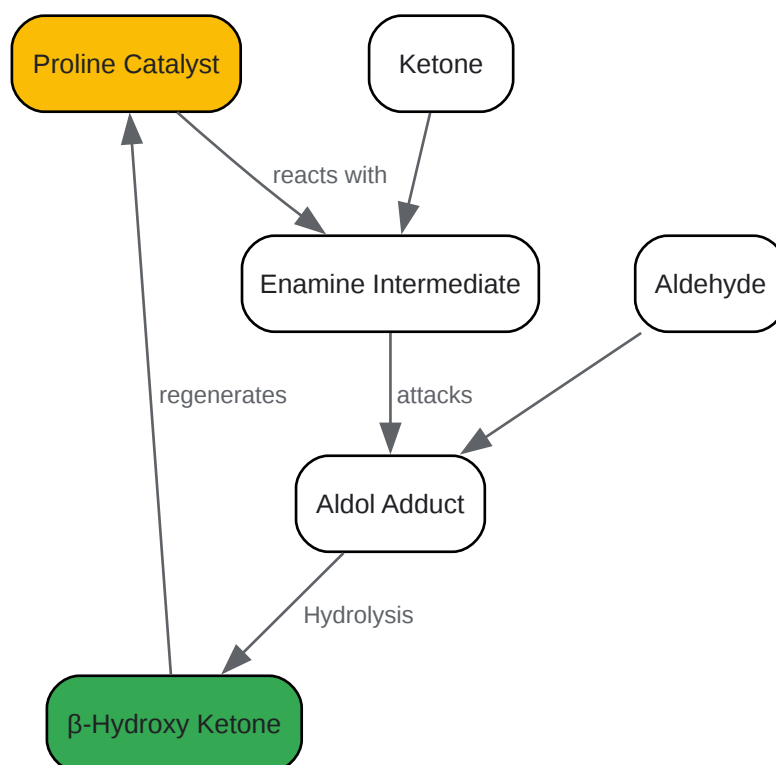 Proline Catalyst
Ketone
reacts with
Enamine Intermediate
Aldehyde
regenerates
attacks
Aldol Adduct
Hydrolysis
β-Hydroxy Ketone